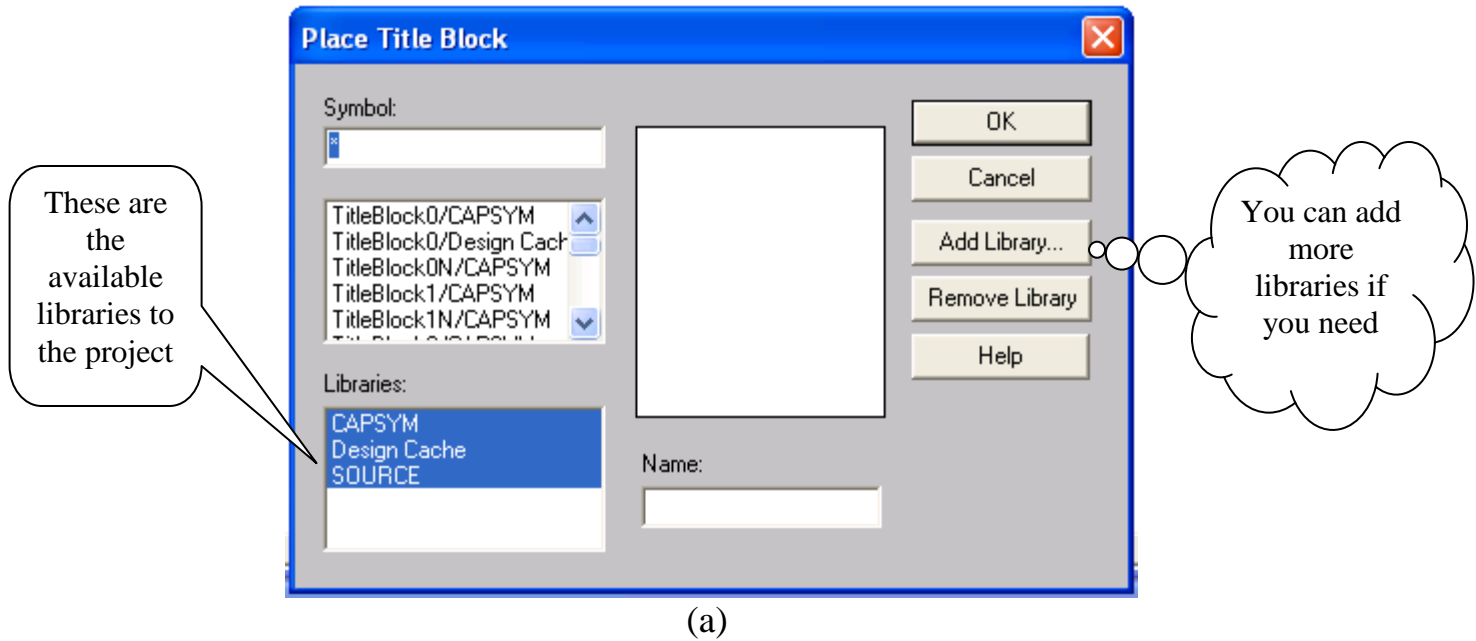 Place Title Block
Symbol:
*
TitleBlock0/CAPSYM
TitleBlock0/Design Cach
TitleBlock0N/CAPSYM
TitleBlock1/CAPSYM
TitleBlock1N/CAPSYM
Libraries:
CAPSYM
Design Cache
SOURCE
Name:
OK
Cancel
Add Library...
Remove Library
Help
These are
the
available
libraries to
the project
You can add
more
libraries if
you need
(a)